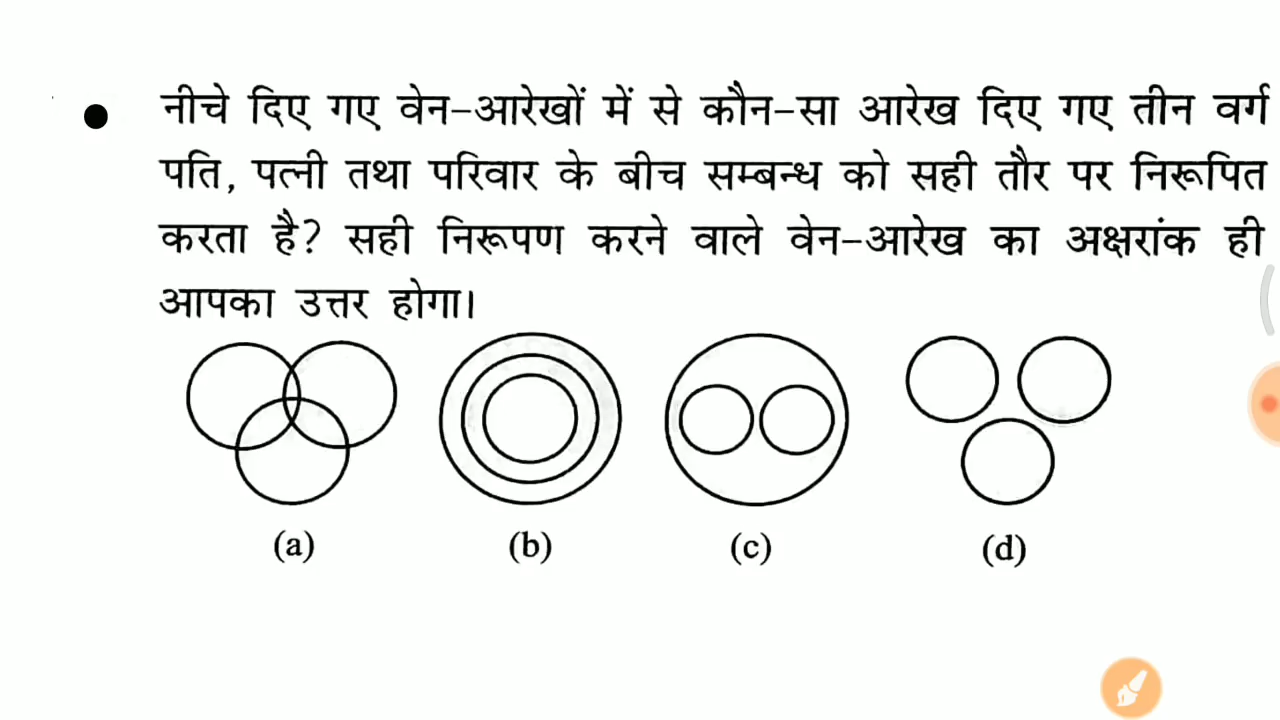 नीचे दिए गए वेन-आरेखों में से कौन-सा आरेख दिए गए तीन वर्ग
पति, पत्नी तथा परिवार के बीच सम्बन्ध को सही तौर पर निरूपित
करता है? सही निरूपण करने वाले वेन-आरेख का अक्षरांक ही
आपका उत्तर होगा।
(a) (b) (c) (d)